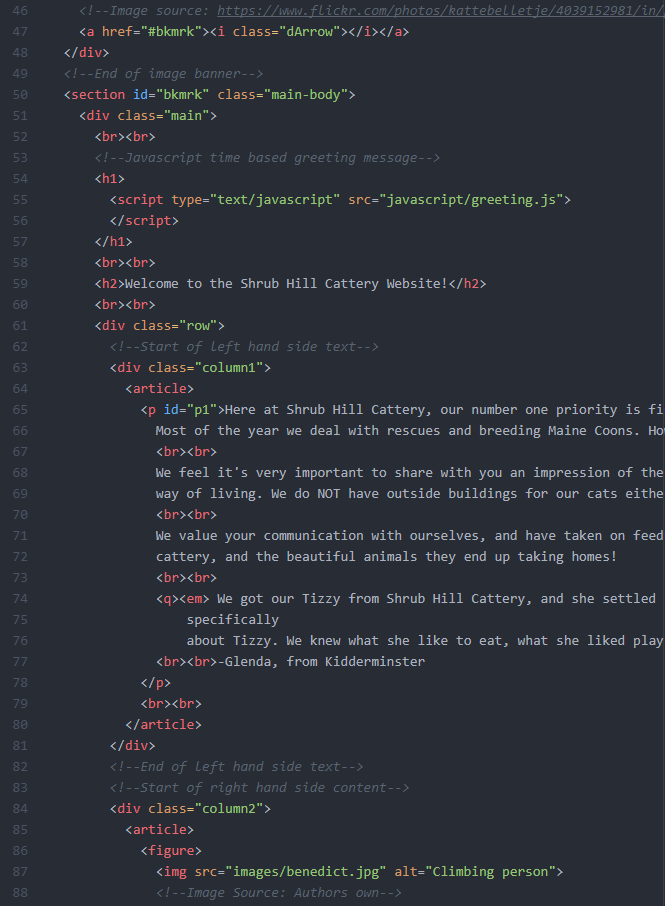 46 <!--Image source: https://www.flickr.com/photos/kattebelletje/4039152981/in/
47 <a href="#bkmrk"><i class="dArrow"></i></a>
48 </div>
49 <!--End of image banner-->
50 <section id="bkmrk" class="main-body">
51 <div class="main">
52 <br><br>
53 <!--Javascript time based greeting message-->
54 <h1>
55 <script type="text/javascript" src="javascript/greeting.js">
56 </script>
57 </h1>
58 <br><br>
59 <h2>Welcome to the Shrub Hill Cattery Website!</h2>
60 <br><br>
61 <div class="row">
62 <!--Start of left hand side text-->
63 <div class="column1">
64 <article>
65 <p id="p1">Here at Shrub Hill Cattery, our number one priority is fi
66 Most of the year we deal with rescues and breeding Maine Coons. How
67 <br><br>
68 We feel it's very important to share with you an impression of the
69 way of living. We do NOT have outside buildings for our cats eithe
70 <br><br>
71 We value your communication with ourselves, and have taken on feed
72 cattery, and the beautiful animals they end up taking homes!
73 <br><br>
74 <q><em> We got our Tizzy from Shrub Hill Cattery, and she settled
75 specifically
76 about Tizzy. We knew what she like to eat, what she liked play
77 <br><br>-Glenda, from Kidderminster
78 </p>
79 <br><br>
80 </article>
81 </div>
82 <!--End of left hand side text-->
83 <!--Start of right hand side content-->
84 <div class="column2">
85 <article>
86 <figure>
87 <img src="images/benedict.jpg" alt="Climbing person">
88 <!--Image Source: Authors own-->